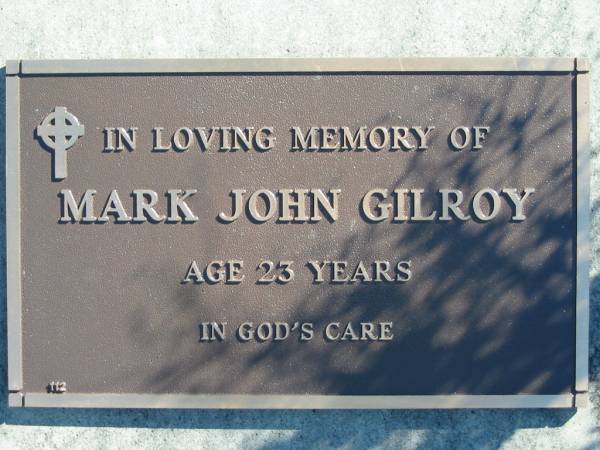 IN LOVING MEMORY OF
MARK JOHN GILROY
AGE 23 YEARS
IN GOD'S CARE
112